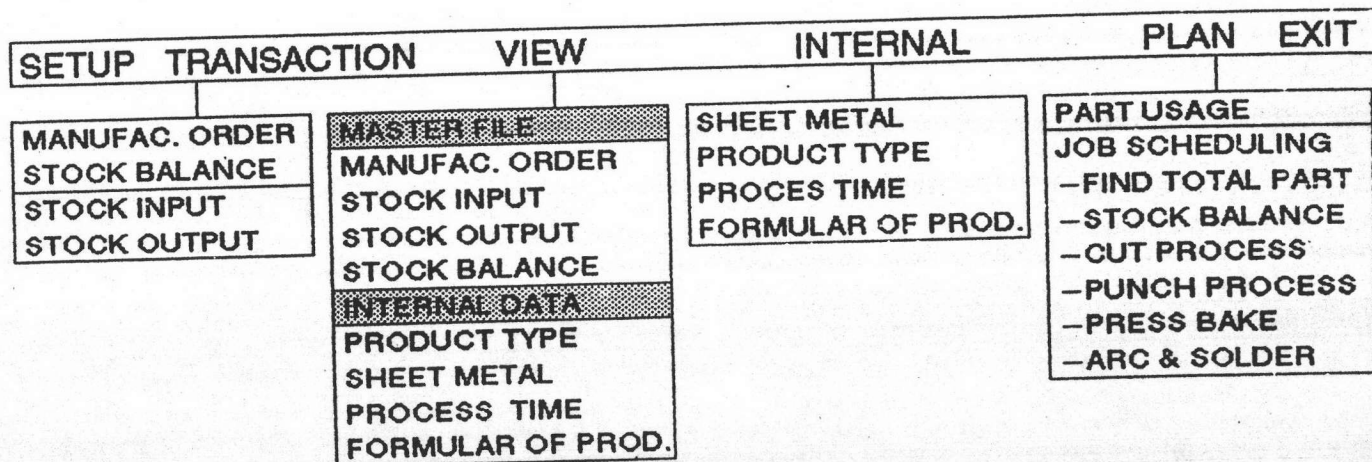 SETUP TRANSACTION VIEW INTERNAL PLAN EXIT
MANUFAC. ORDER
STOCK BALANCE
STOCK INPUT
STOCK OUTPUT
MASTER FILE
MANUFAC. ORDER
STOCK INPUT
STOCK OUTPUT
STOCK BALANCE
INTERNAL DATA
PRODUCT TYPE
SHEET METAL
PROCESS TIME
FORMULAR OF PROD.
SHEET METAL
PRODUCT TYPE
PROCES TIME
FORMULAR OF PROD.
PART USAGE
JOB SCHEDULING
–FIND TOTAL PART
–STOCK BALANCE
–CUT PROCESS
–PUNCH PROCESS
–PRESS BAKE
–ARC & SOLDER